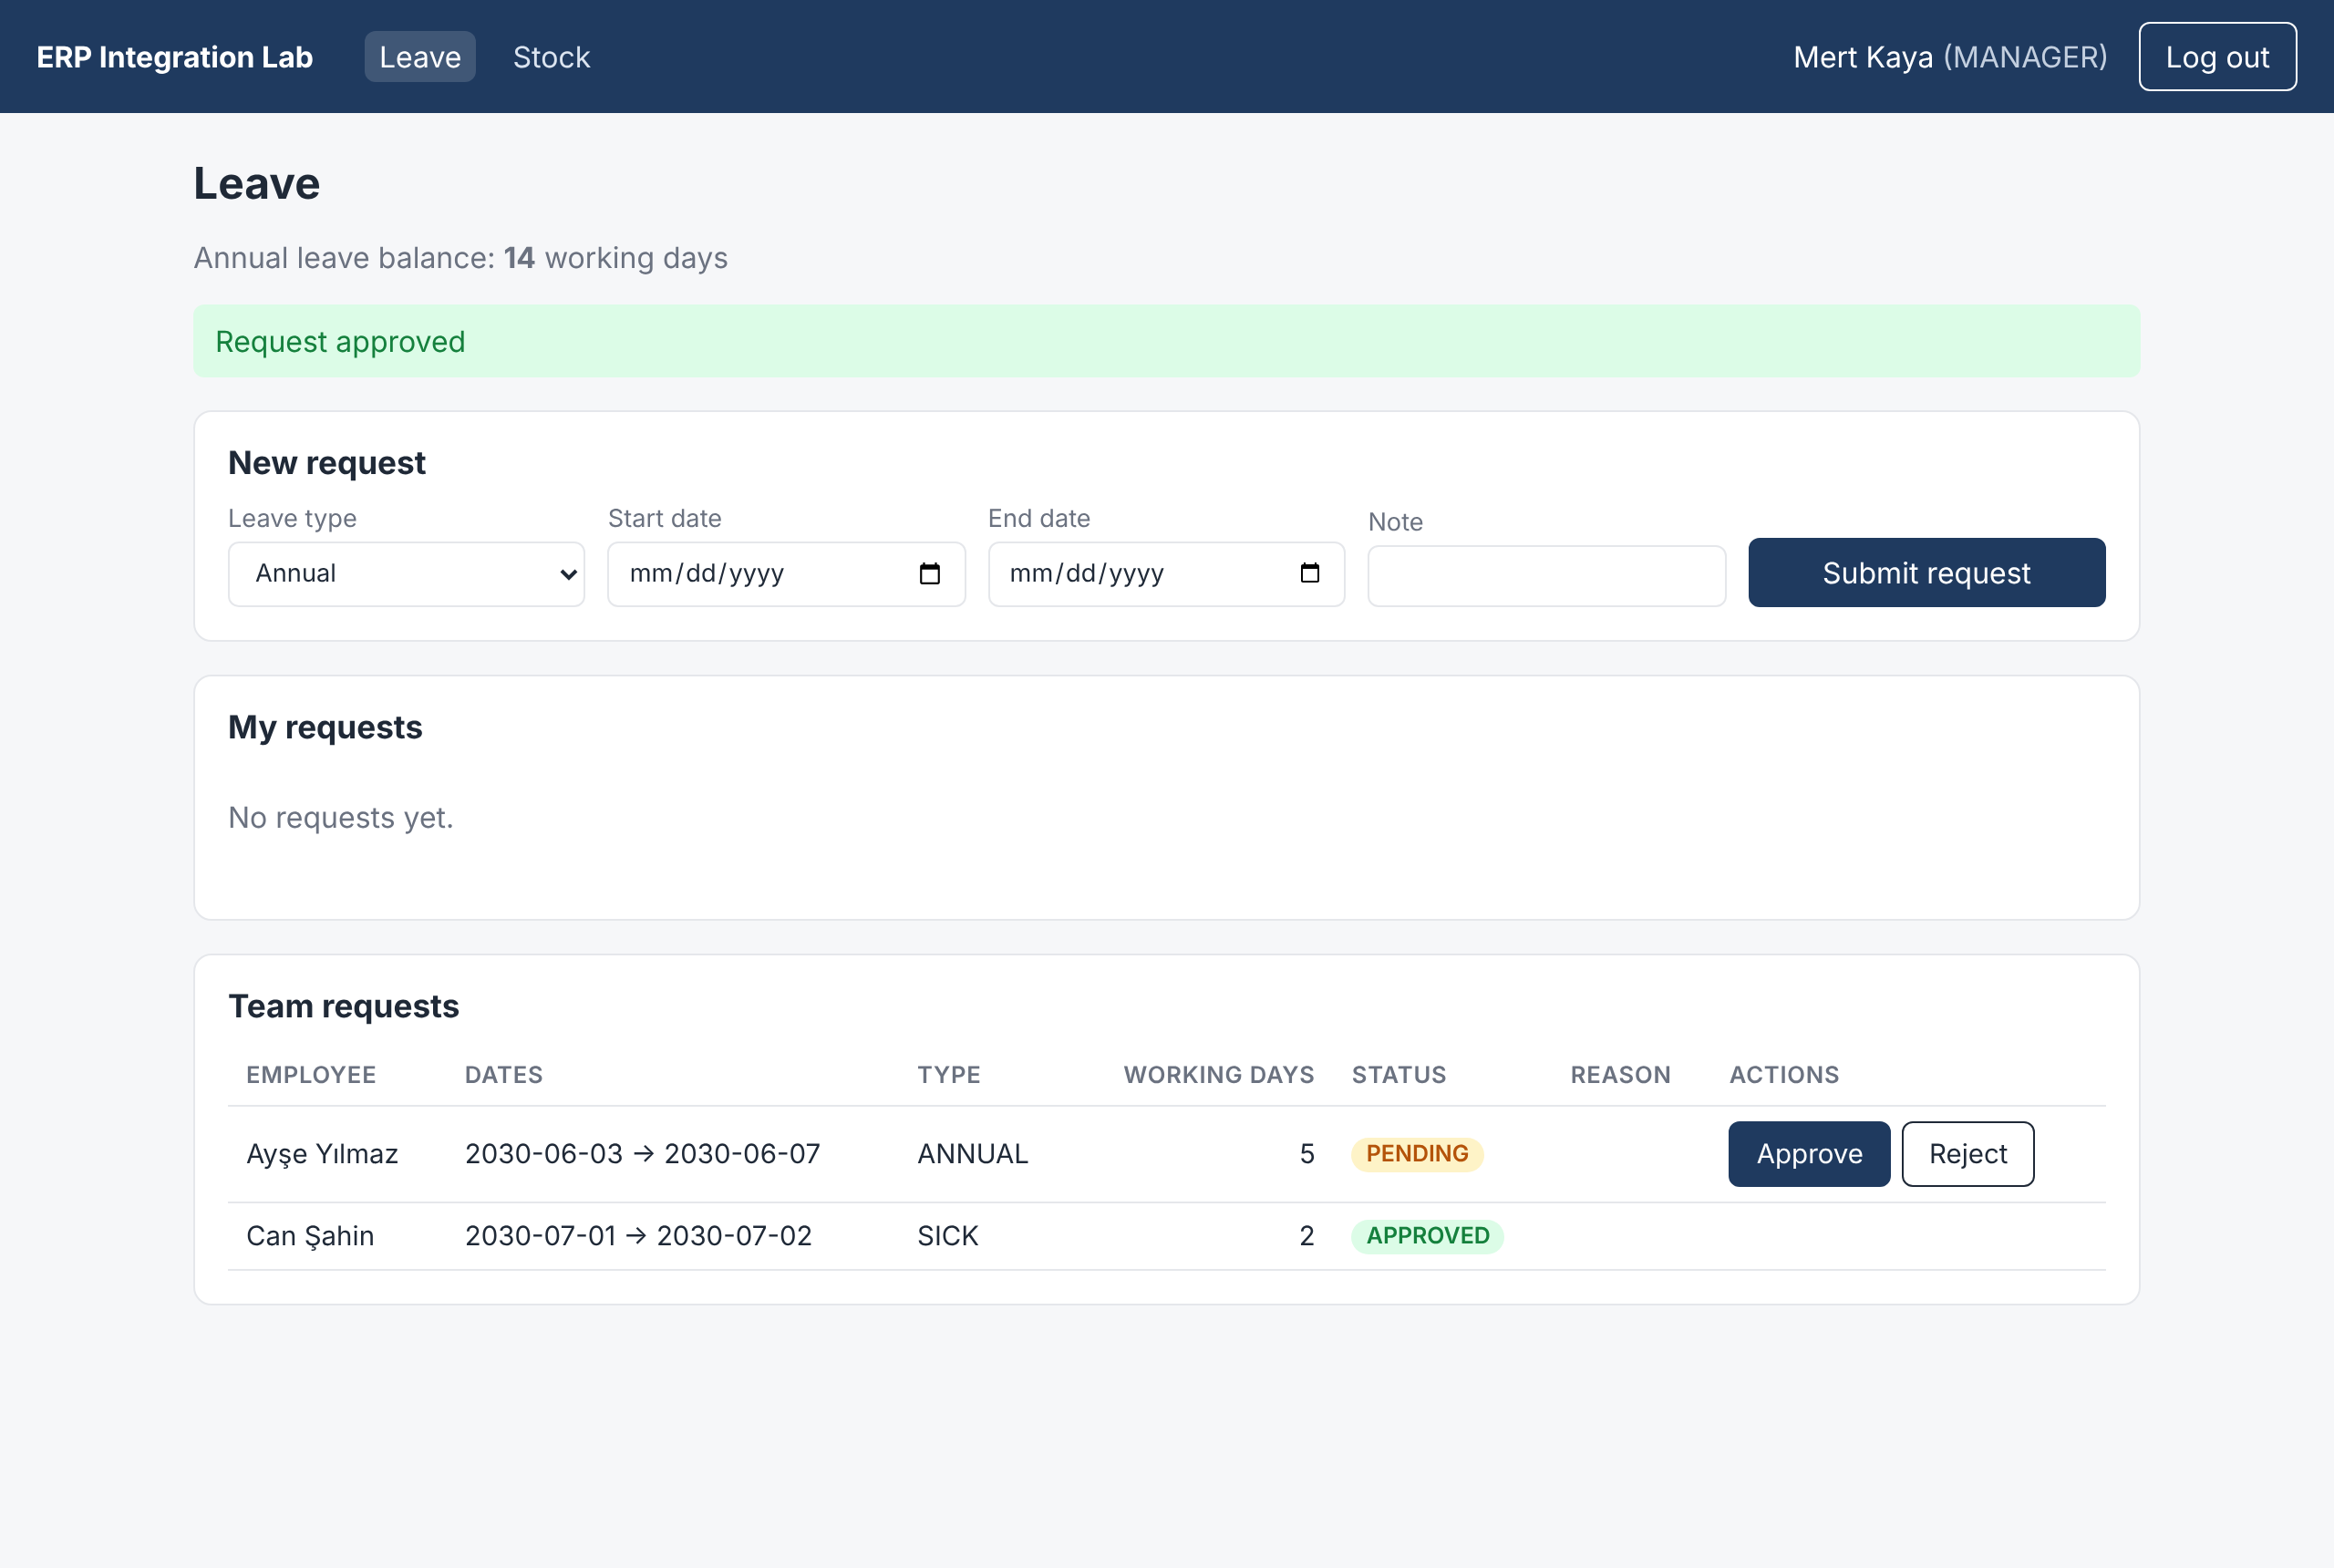 ERP Integration Lab Leave Stock Mert Kaya (MANAGER) Log out
Leave
Annual leave balance: 14 working days
Request approved
New request
Leave type Start date End date Note
Annual mm/dd/yyyy mm/dd/yyyy Submit request
My requests
No requests yet.
Team requests
EMPLOYEE DATES TYPE WORKING DAYS STATUS REASON ACTIONS
Ayşe Yılmaz 2030-06-03 → 2030-06-07 ANNUAL 5 PENDING Approve Reject
Can Şahin 2030-07-01 → 2030-07-02 SICK 2 APPROVED